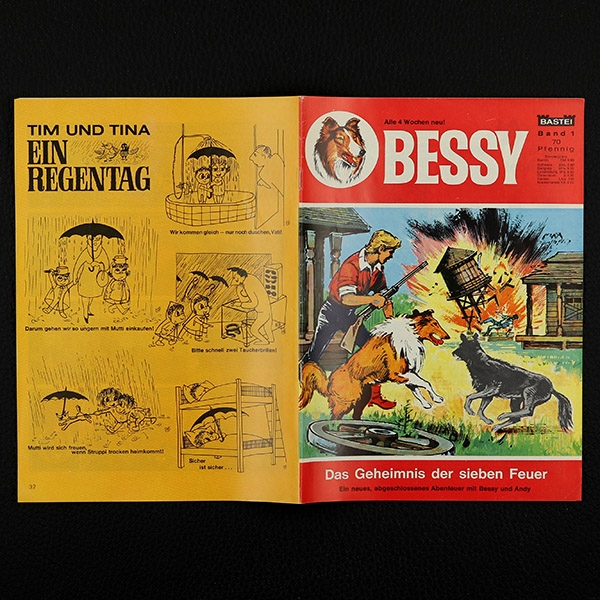 TIM UND TINA
EIN
REGENTAG
Wir kommen gleich – nur noch duschen, Vati!
Darum gehen wir so ungern mit Mutti einkaufen!
Bitte schnell zwei Taucherbrillen!
Mutti wird sich freuen,
wenn Struppi trocken heimkommt!
Sicher
ist sicher . . .
32
Alle 4 Wochen neu!
BASTEI
Band 1
70
Pfennig
BESSY
Das Geheimnis der sieben Feuer
Ein neues, abgeschlossenes Abenteuer mit Bessy und Andy